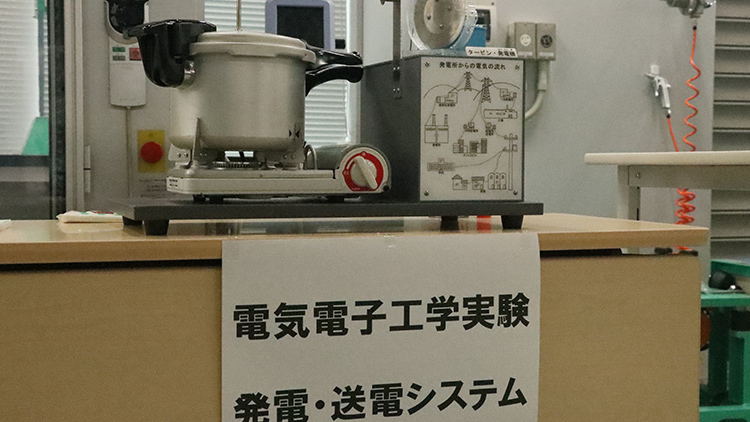 タービン・発電機
＊ 発電所からの電気の流れ ＊
電気電子工学実験
発電・送電システム